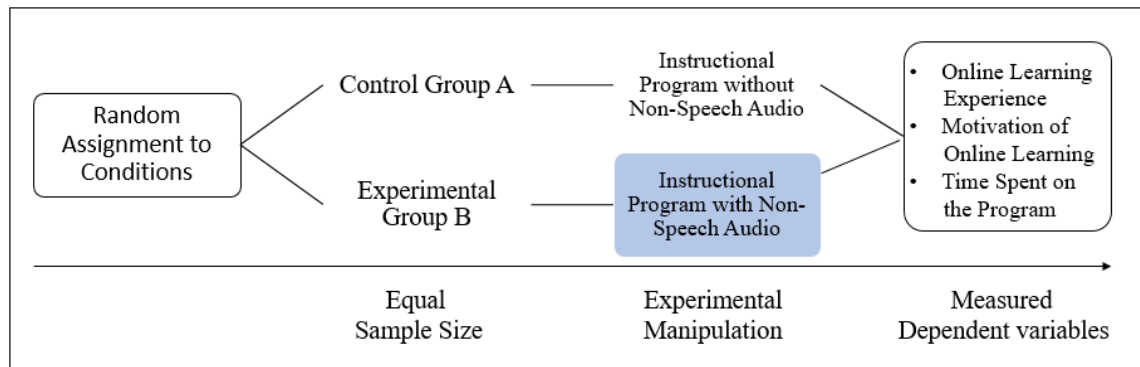 Random
Assignment to
Conditions
Control Group A
Experimental
Group B
Instructional
Program without
Non-Speech Audio
Instructional
Program with Non-
Speech Audio
• Online Learning
Experience
• Motivation of
Online Learning
• Time Spent on
the Program
Equal
Sample Size
Experimental
Manipulation
Measured
Dependent variables